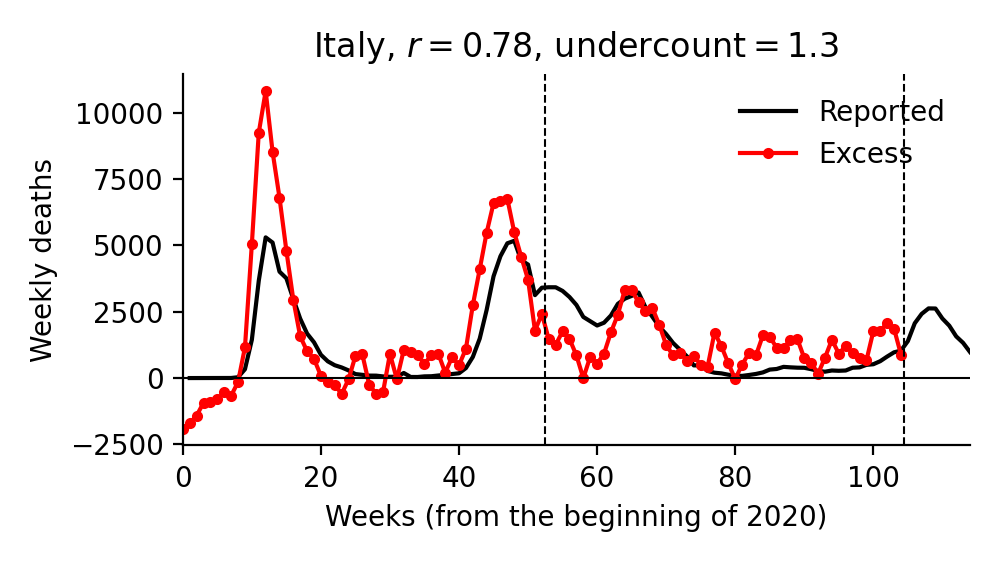 Italy, r = 0.78, undercount = 1.3
Reported
Excess
Weekly deaths
10000
7500
5000
2500
0
−2500
0 20 40 60 80 100
Weeks (from the beginning of 2020)